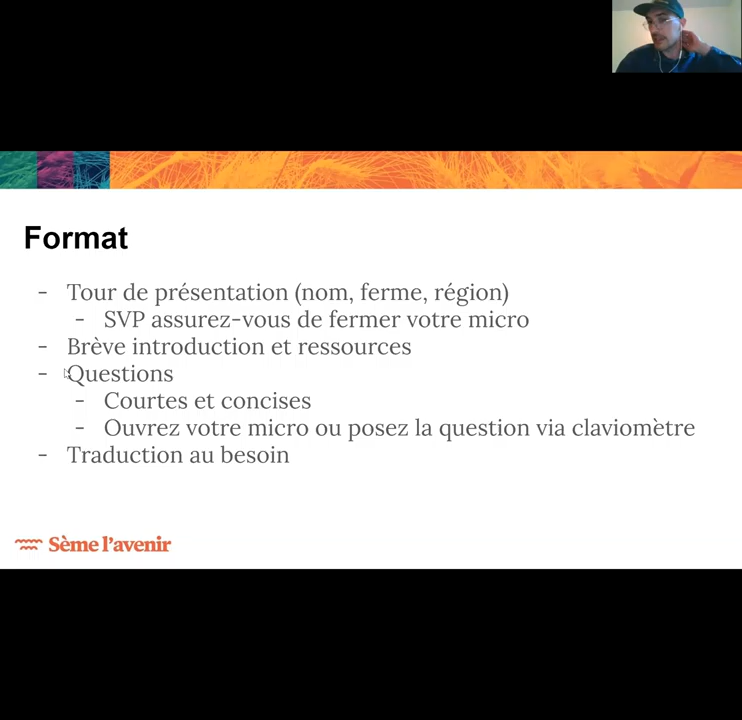 Format
- Tour de présentation (nom, ferme, région)
- SVP assurez-vous de fermer votre micro
- Brève introduction et ressources
- Questions
- Courtes et concises
- Ouvrez votre micro ou posez la question via claviomètre
- Traduction au besoin
Sème l'avenir